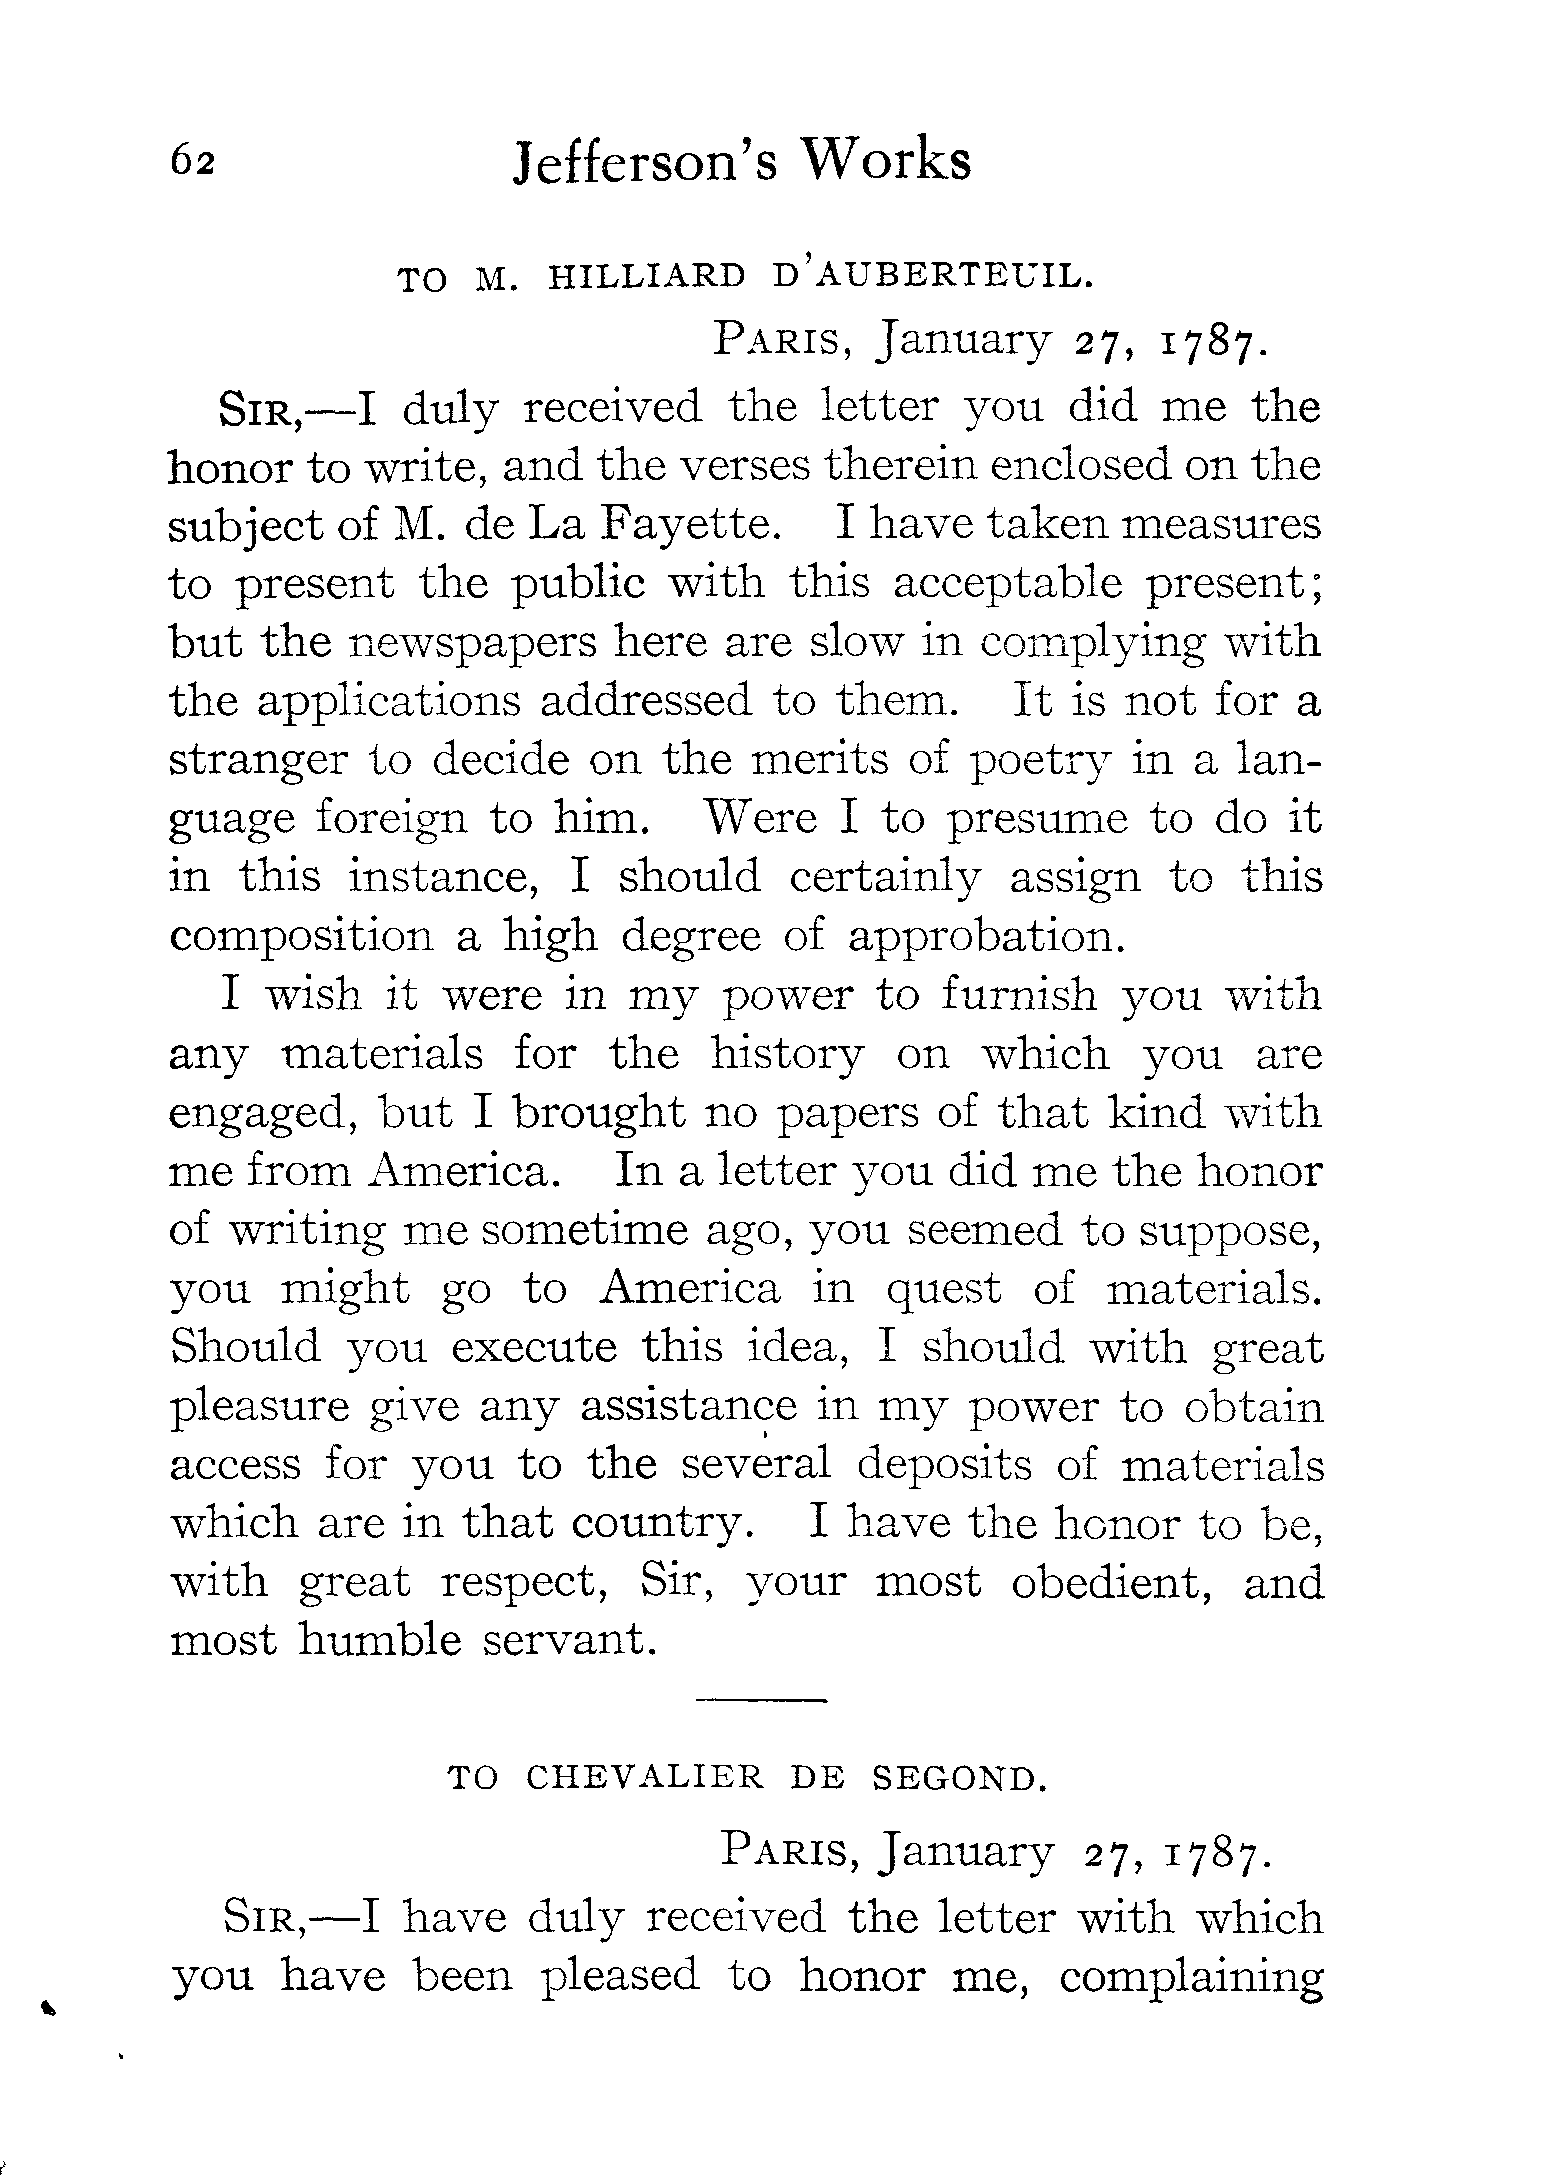 62 Jefferson's Works
TO M. HILLIARD D'AUBERTEUIL.
PARIS, January 27, 1787.
SIR,—I duly received the letter you did me the
honor to write, and the verses therein enclosed on the
subject of M. de La Fayette. I have taken measures
to present the public with this acceptable present;
but the newspapers here are slow in complying with
the applications addressed to them. It is not for a
stranger to decide on the merits of poetry in a lan-
guage foreign to him. Were I to presume to do it
in this instance, I should certainly assign to this
composition a high degree of approbation.
I wish it were in my power to furnish you with
any materials for the history on which you are
engaged, but I brought no papers of that kind with
me from America. In a letter you did me the honor
of writing me sometime ago, you seemed to suppose,
you might go to America in quest of materials.
Should you execute this idea, I should with great
pleasure give any assistance in my power to obtain
access for you to the several deposits of materials
which are in that country. I have the honor to be,
with great respect, Sir, your most obedient, and
most humble servant.
TO CHEVALIER DE SEGOND.
PARIS, January 27, 1787.
SIR,—I have duly received the letter with which
you have been pleased to honor me, complaining